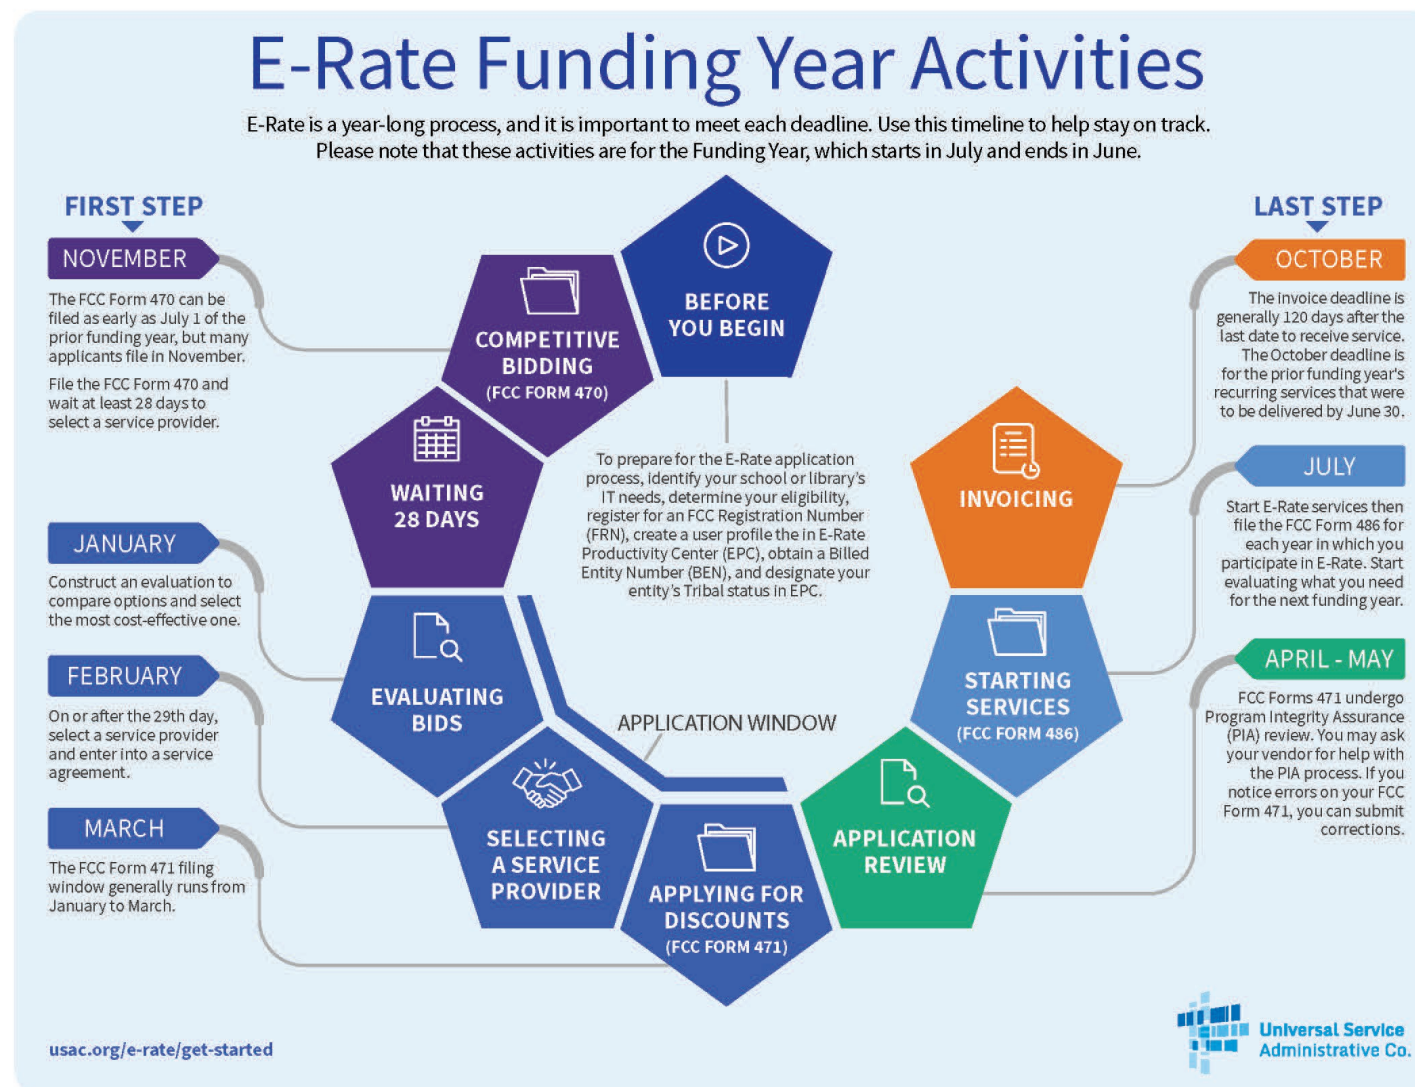 E-Rate Funding Year Activities
E-Rate is a year-long process, and it is important to meet each deadline. Use this timeline to help stay on track.
Please note that these activities are for the Funding Year, which starts in July and ends in June.
FIRST STEP
NOVEMBER
The FCC Form 470 can be
filed as early as July 1 of the
prior funding year, but many
applicants file in November.
File the FCC Form 470 and
wait at least 28 days to
select a service provider.
JANUARY
Construct an evaluation to
compare options and select
the most cost-effective one.
FEBRUARY
On or after the 29th day,
select a service provider
and enter into a service
agreement.
MARCH
The FCC Form 471 filing
window generally runs from
January to March.
BEFORE
YOU BEGIN
To prepare for the E-Rate application
process, identify your school or library's
IT needs, determine your eligibility,
register for an FCC Registration Number
(FRN), create a user profile the in E-Rate
Productivity Center (EPC), obtain a Billed
Entity Number (BEN), and designate your
entity's Tribal status in EPC.
COMPETITIVE
BIDDING
(FCC FORM 470)
WAITING
28 DAYS
EVALUATING
BIDS
SELECTING
A SERVICE
PROVIDER
APPLICATION WINDOW
APPLYING FOR
DISCOUNTS
(FCC FORM 471)
APPLICATION
REVIEW
STARTING
SERVICES
(FCC FORM 486)
INVOICING
LAST STEP
OCTOBER
The invoice deadline is
generally 120 days after the
last date to receive service.
The October deadline is
for the prior funding year's
recurring services that were
to be delivered by June 30.
JULY
Start E-Rate services then
file the FCC Form 486 for
each year in which you
participate in E-Rate. Start
evaluating what you need
for the next funding year.
APRIL - MAY
FCC Forms 471 undergo
Program Integrity Assurance
(PIA) review. You may ask
your vendor for help with
the PIA process. If you
notice errors on your FCC
Form 471, you can submit
corrections.
usac.org/e-rate/get-started
Universal Service
Administrative Co.